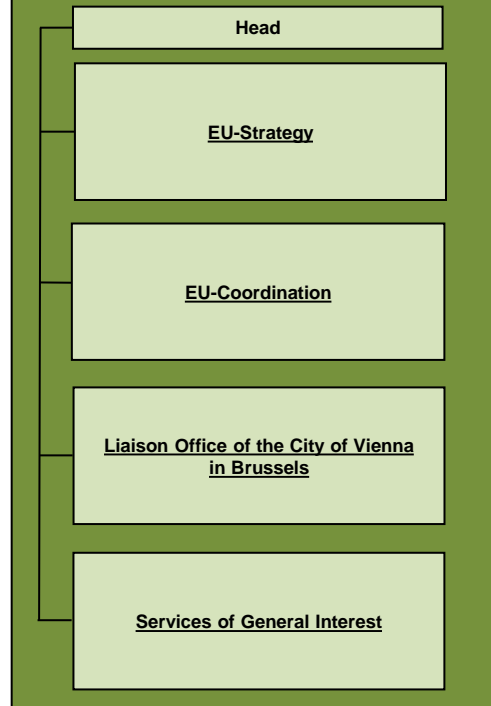 Head
EU-Strategy
EU-Coordination
Liaison Office of the City of Vienna
in Brussels
Services of General Interest